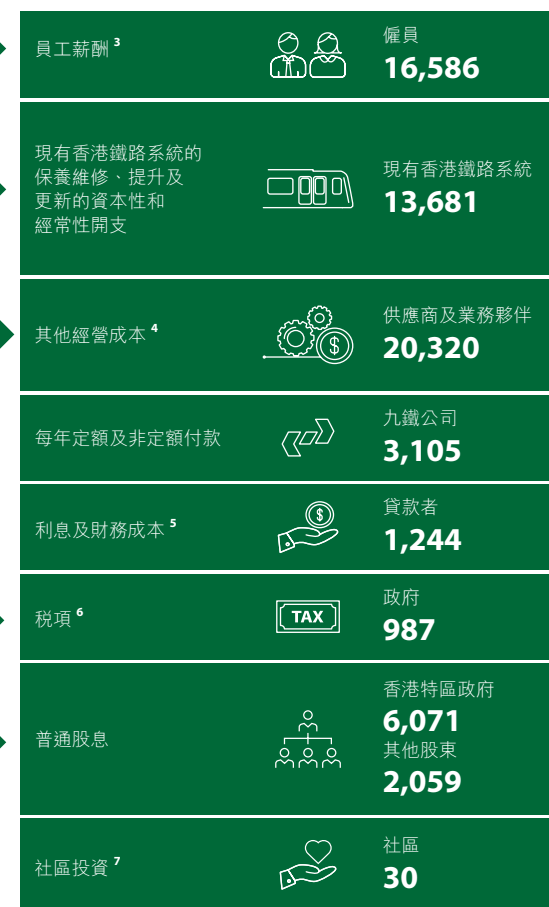 員工薪酬 3
僱員
16,586
現有香港鐵路系統的
保養維修、提升及
更新的資本性和
經常性開支
現有香港鐵路系統
13,681
其他經營成本 4
$
供應商及業務夥伴
20,320
每年定額及非定額付款
九鐵公司
3,105
利息及財務成本 5
$
貸款者
1,244
税項 6
TAX
政府
987
普通股息
香港特區政府
6,071
其他股東
2,059
社區投資 7
社區
30